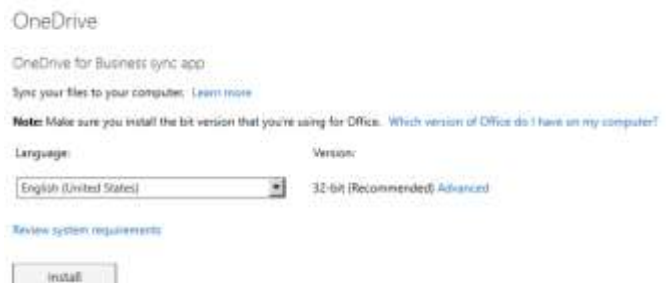 OneDrive
OneDrive for Business sync app
Sync your files to your computer. Learn more
Note: Make sure you install the bit version that you're using for Office. Which version of Office do I have on my computer?
Language: Version:
English (United States) 32-bit (Recommended) Advanced
Review system requirements
Install